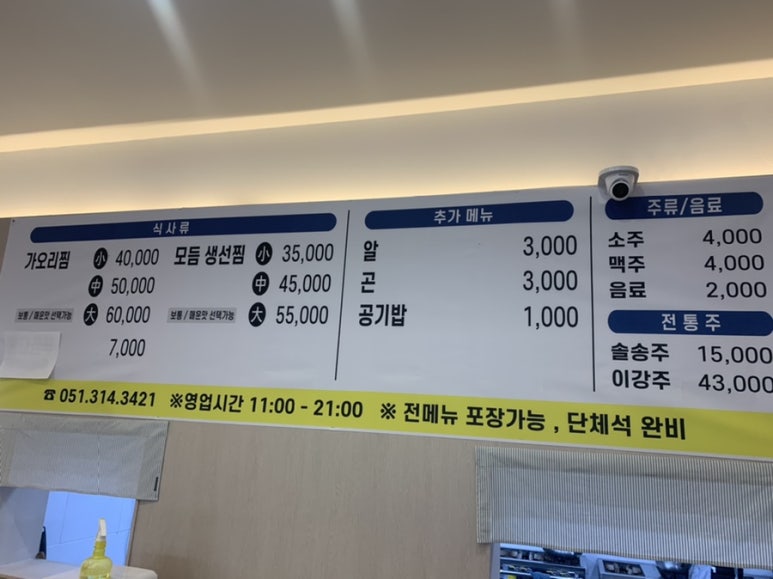 식사류
가오리찜 小 40,000 모듬 생선찜 小 35,000
中 50,000 中 45,000
보통 / 매운맛 선택가능 大 60,000 보통 / 매운맛 선택가능 大 55,000
7,000
추가 메뉴
알 3,000
곤 3,000
공기밥 1,000
주류/음료
소주 4,000
맥주 4,000
음료 2,000
전통주
솔송주 15,000
이강주 43,000
☎ 051.314.3421 ※영업시간 11:00 - 21:00 ※ 전메뉴 포장가능 , 단체석 완비